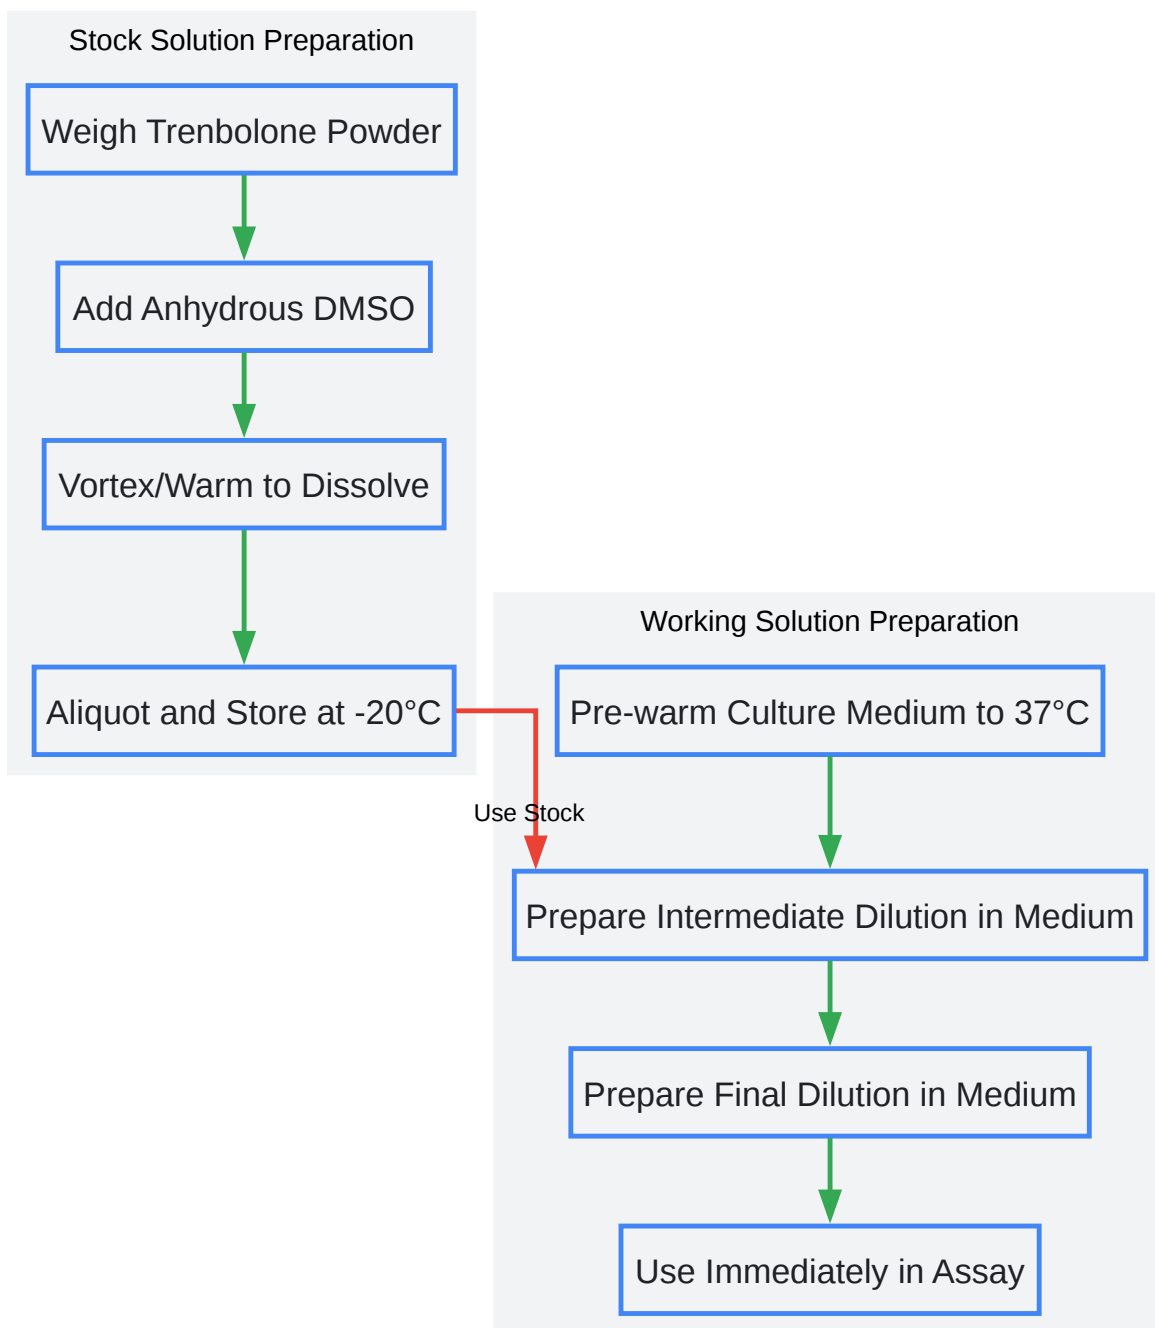 Stock Solution Preparation
Weigh Trenbolone Powder
Add Anhydrous DMSO
Vortex/Warm to Dissolve
Aliquot and Store at -20°C
Use Stock
Working Solution Preparation
Pre-warm Culture Medium to 37°C
Prepare Intermediate Dilution in Medium
Prepare Final Dilution in Medium
Use Immediately in Assay